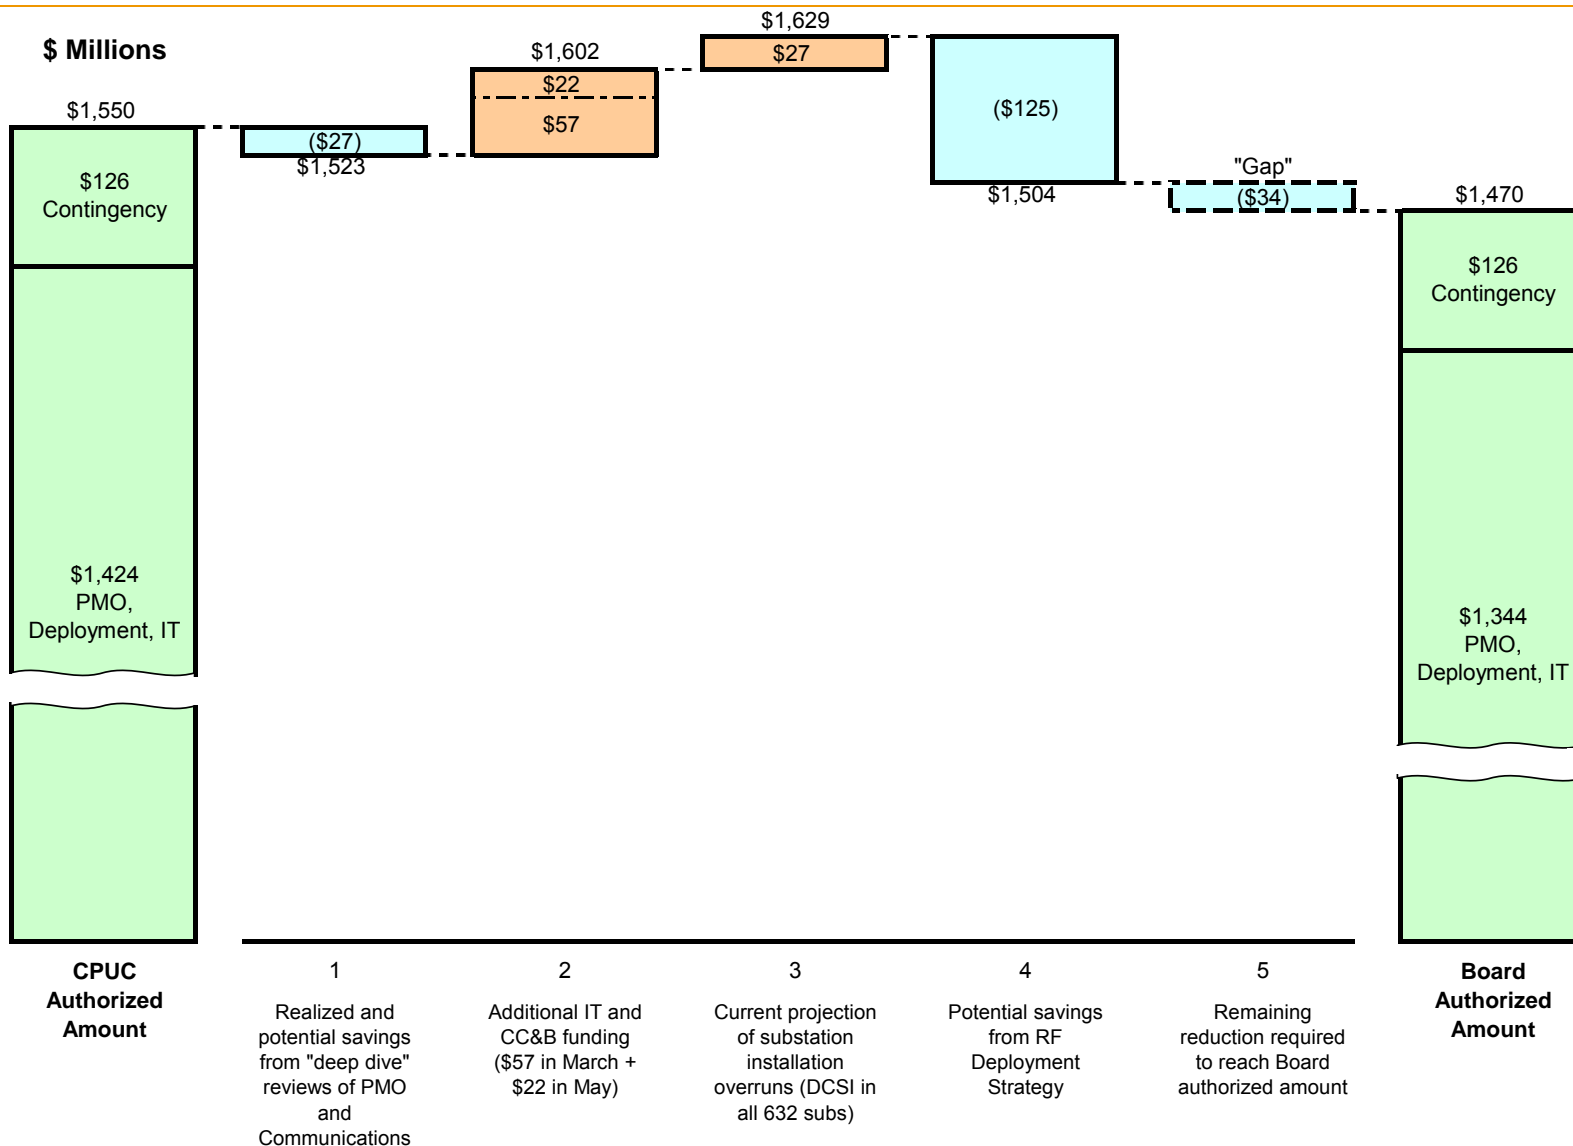 $ Millions
$1,550
$126
Contingency
$1,424
PMO,
Deployment, IT
($27)
$1,523
$1,602
$22
$57
$1,629
$27
($125)
$1,504
"Gap"
($34)
$1,470
$126
Contingency
$1,344
PMO,
Deployment, IT
CPUC
Authorized
Amount
1
Realized and
potential savings
from "deep dive"
reviews of PMO
and
Communications
2
Additional IT and
CC&B funding
($57 in March +
$22 in May)
3
Current projection
of substation
installation
overruns (DCSI in
all 632 subs)
4
Potential savings
from RF
Deployment
Strategy
5
Remaining
reduction required
to reach Board
authorized amount
Board
Authorized
Amount